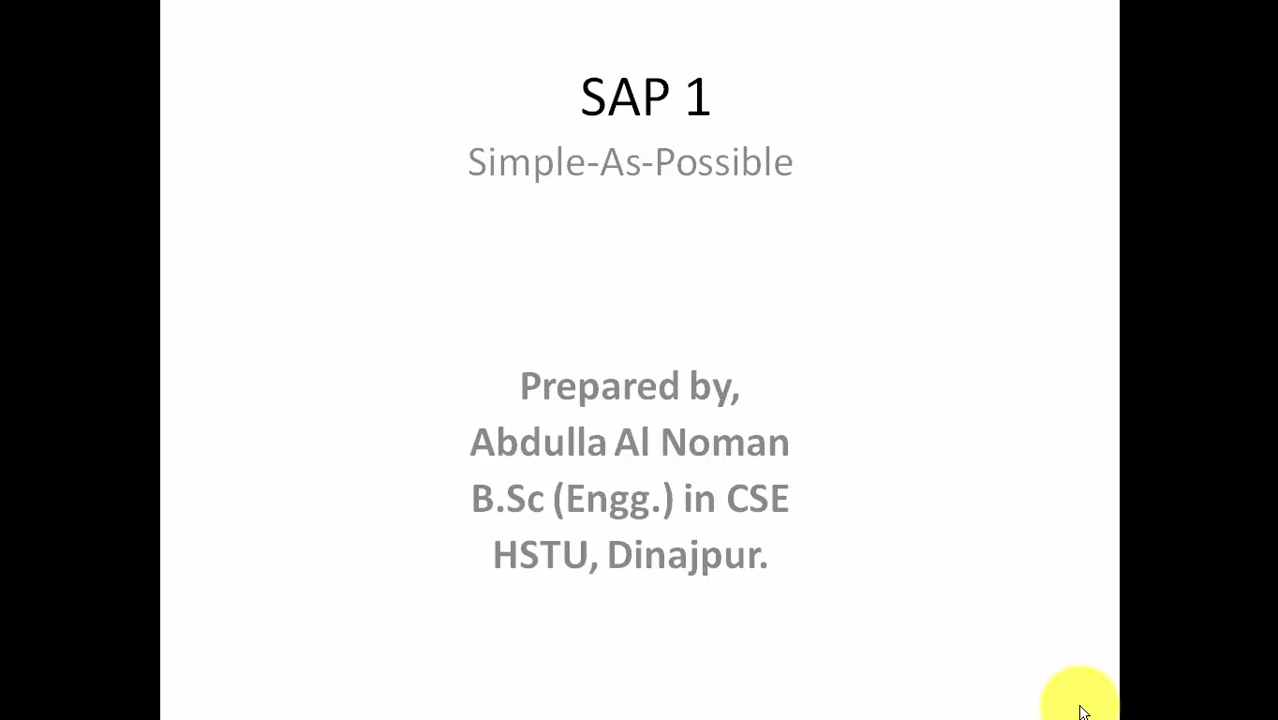 SAP 1
Simple-As-Possible
Prepared by,
Abdulla Al Noman
B.Sc (Engg.) in CSE
HSTU, Dinajpur.